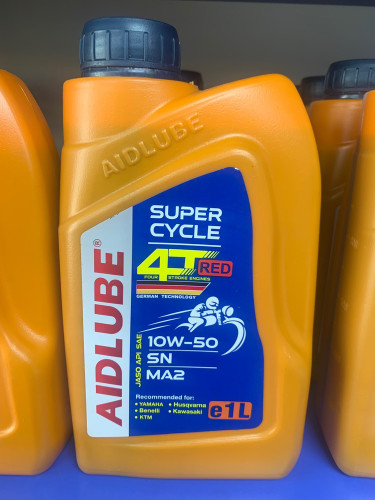 AIDLUBE
AIDLUBE®
SUPER
CYCLE
4T RED
FOUR STROKE ENGINES
GERMAN TECHNOLOGY
JASO API SAE
10W-50
SN
MA2
Recommended for:
• YAMAHA • Husqvarna
• Benelli • Kawasaki
• KTM
e1L